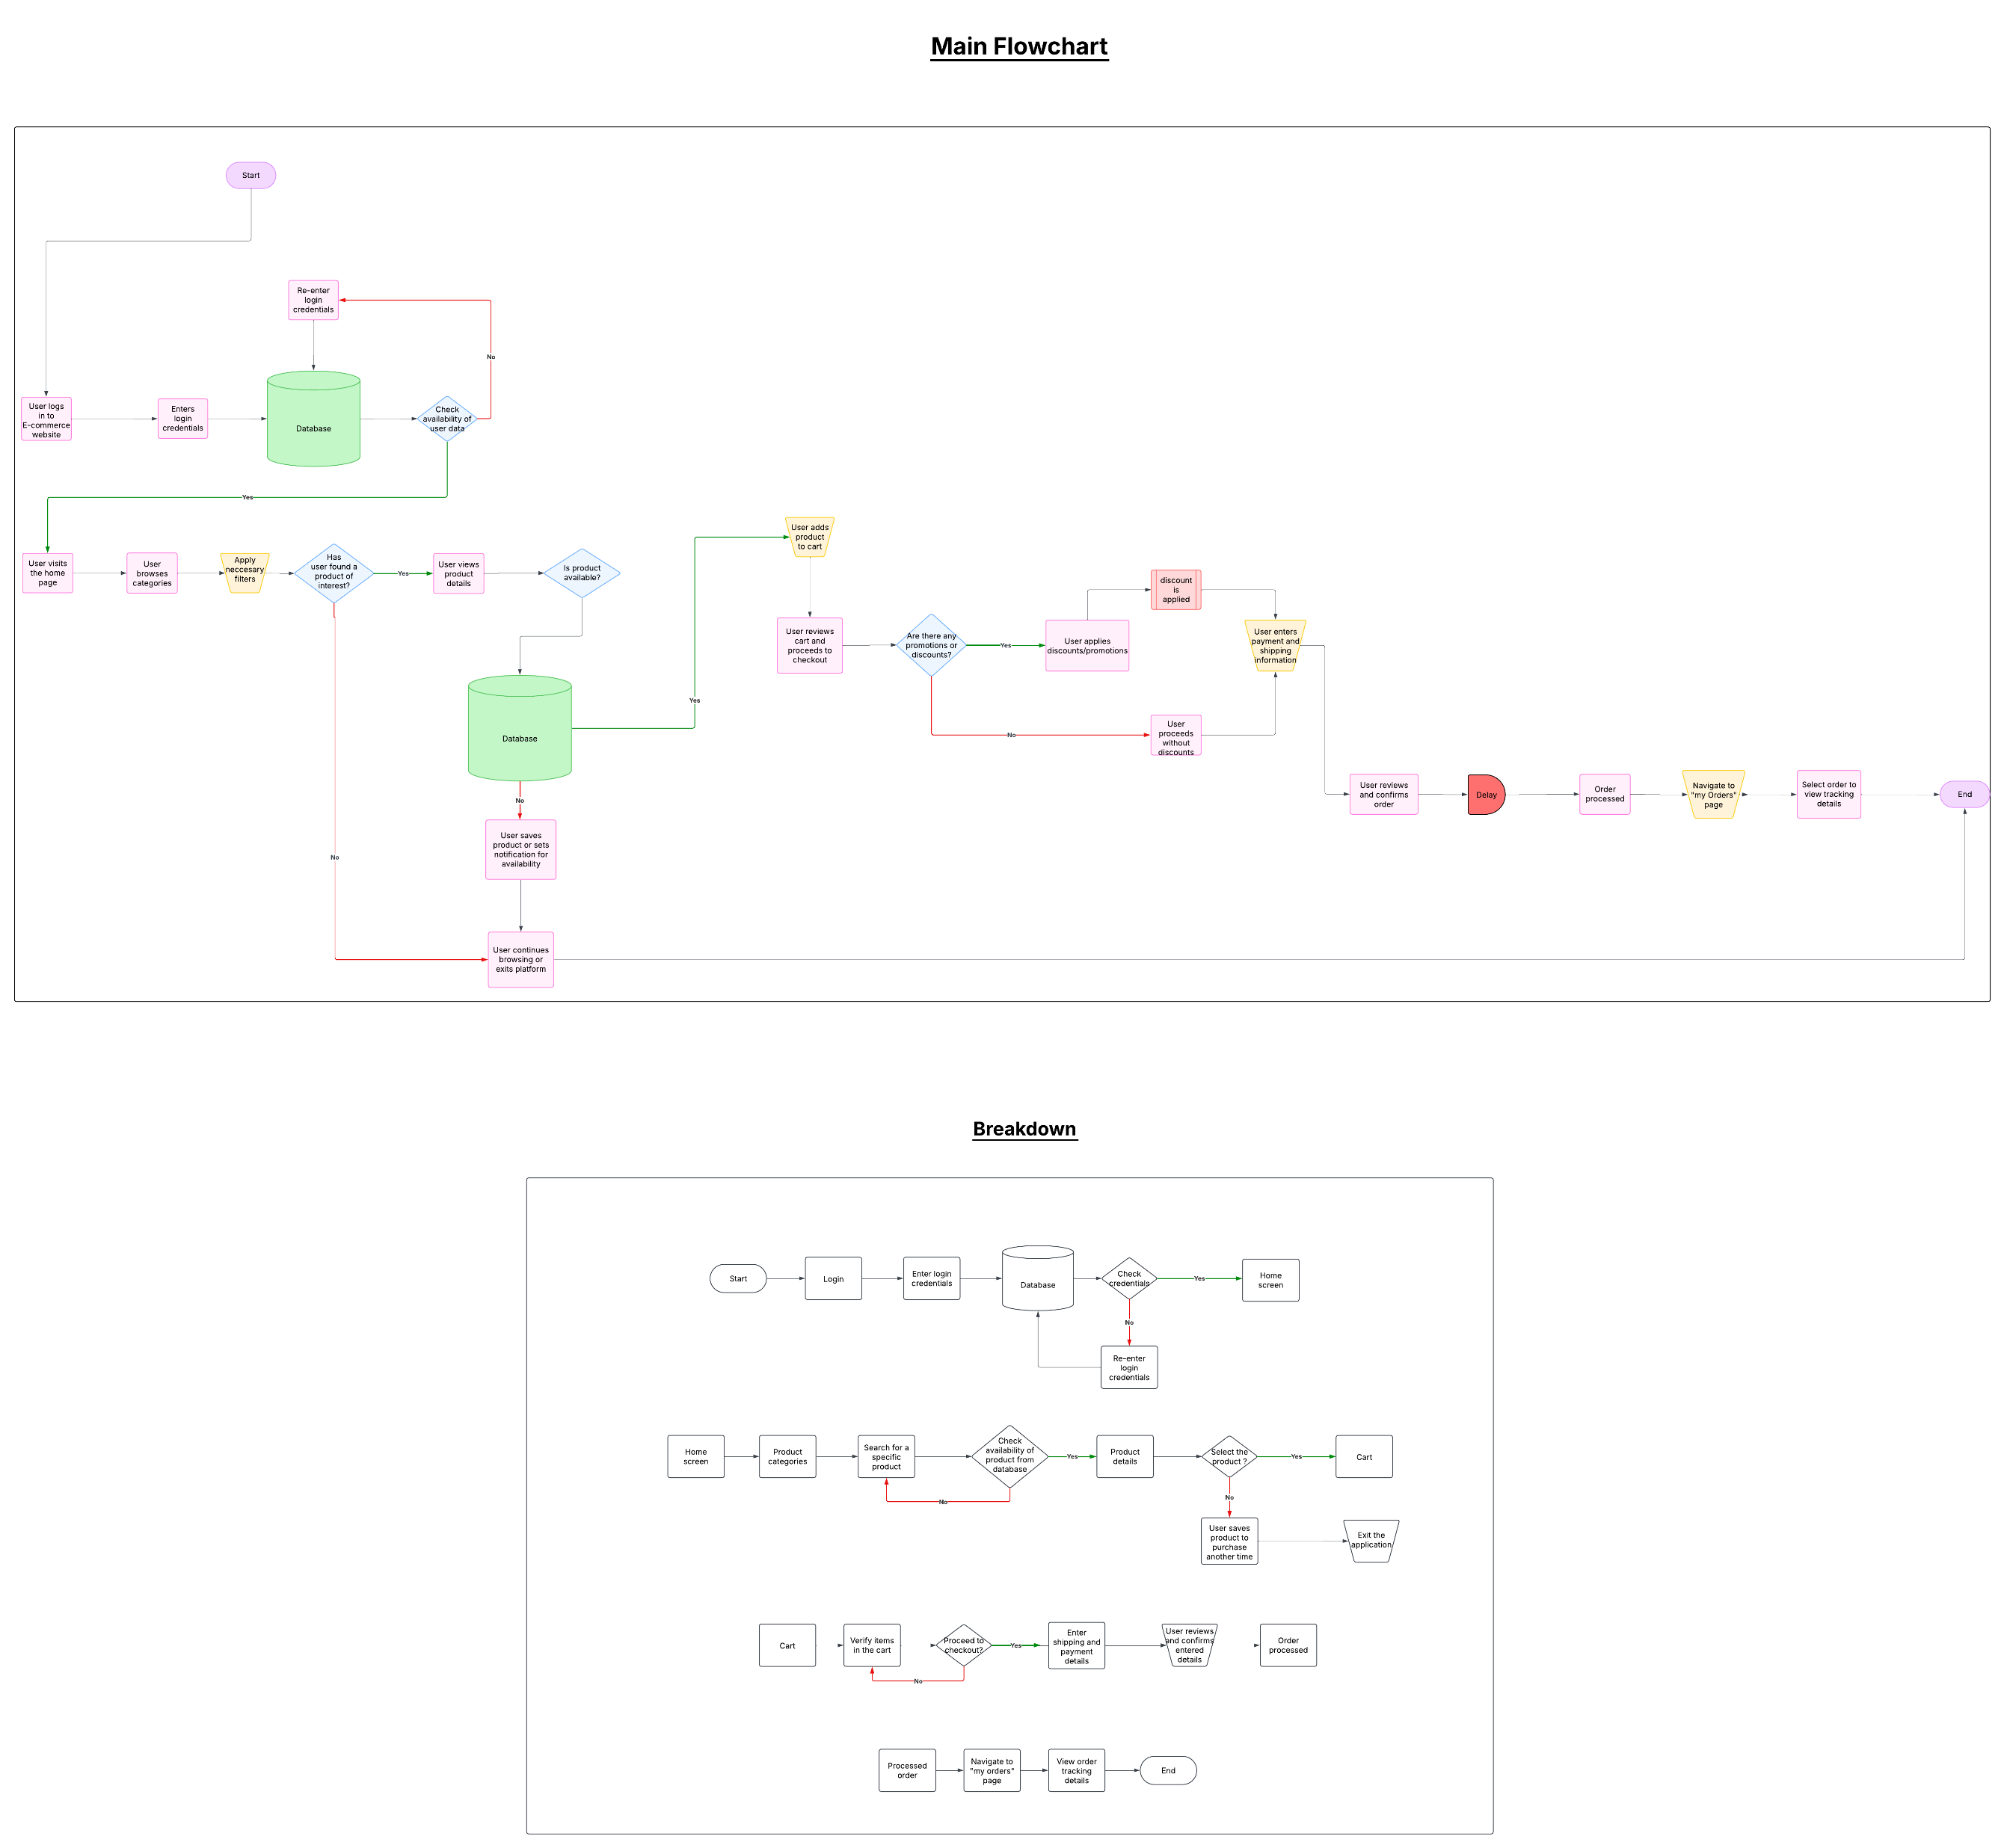 Main Flowchart
Start
Re-enter
login
credentials
No
User logs
in to
E-commerce
website
Enters
login
credentials
Database
Check
availability of
user data
Yes
User visits
the home
page
User
browses
categories
Apply
neccesary
filters
Has
user found a
product of
interest?
Yes
User views
product
details
Is product
available?
No
Database
Yes
No
User saves
product or sets
notification for
availability
User continues
browsing or
exits platform
User adds
product
to cart
User reviews
cart and
proceeds to
checkout
Are there any
promotions or
discounts?
Yes
User applies
discounts/promotions
discount
is
applied
No
User
proceeds
without
discounts
User enters
payment and
shipping
information
User reviews
and confirms
order
Delay
Order
processed
Navigate to
"my Orders"
page
Select order to
view tracking
details
End
Breakdown
Start
Login
Enter login
credentials
Database
Check
credentials
Yes
Home
screen
No
Re-enter
login
credentials
Home
screen
Product
categories
Search for a
specific
product
Check
availability of
product from
database
No
Yes
Product
details
Select the
product ?
Yes
Cart
No
User saves
product to
purchase
another time
Exit the
application
Cart
Verify items
in the cart
Proceed to
checkout?
No
Yes
Enter
shipping and
payment
details
User reviews
and confirms
entered
details
Order
processed
Processed
order
Navigate to
"my orders"
page
View order
tracking
details
End